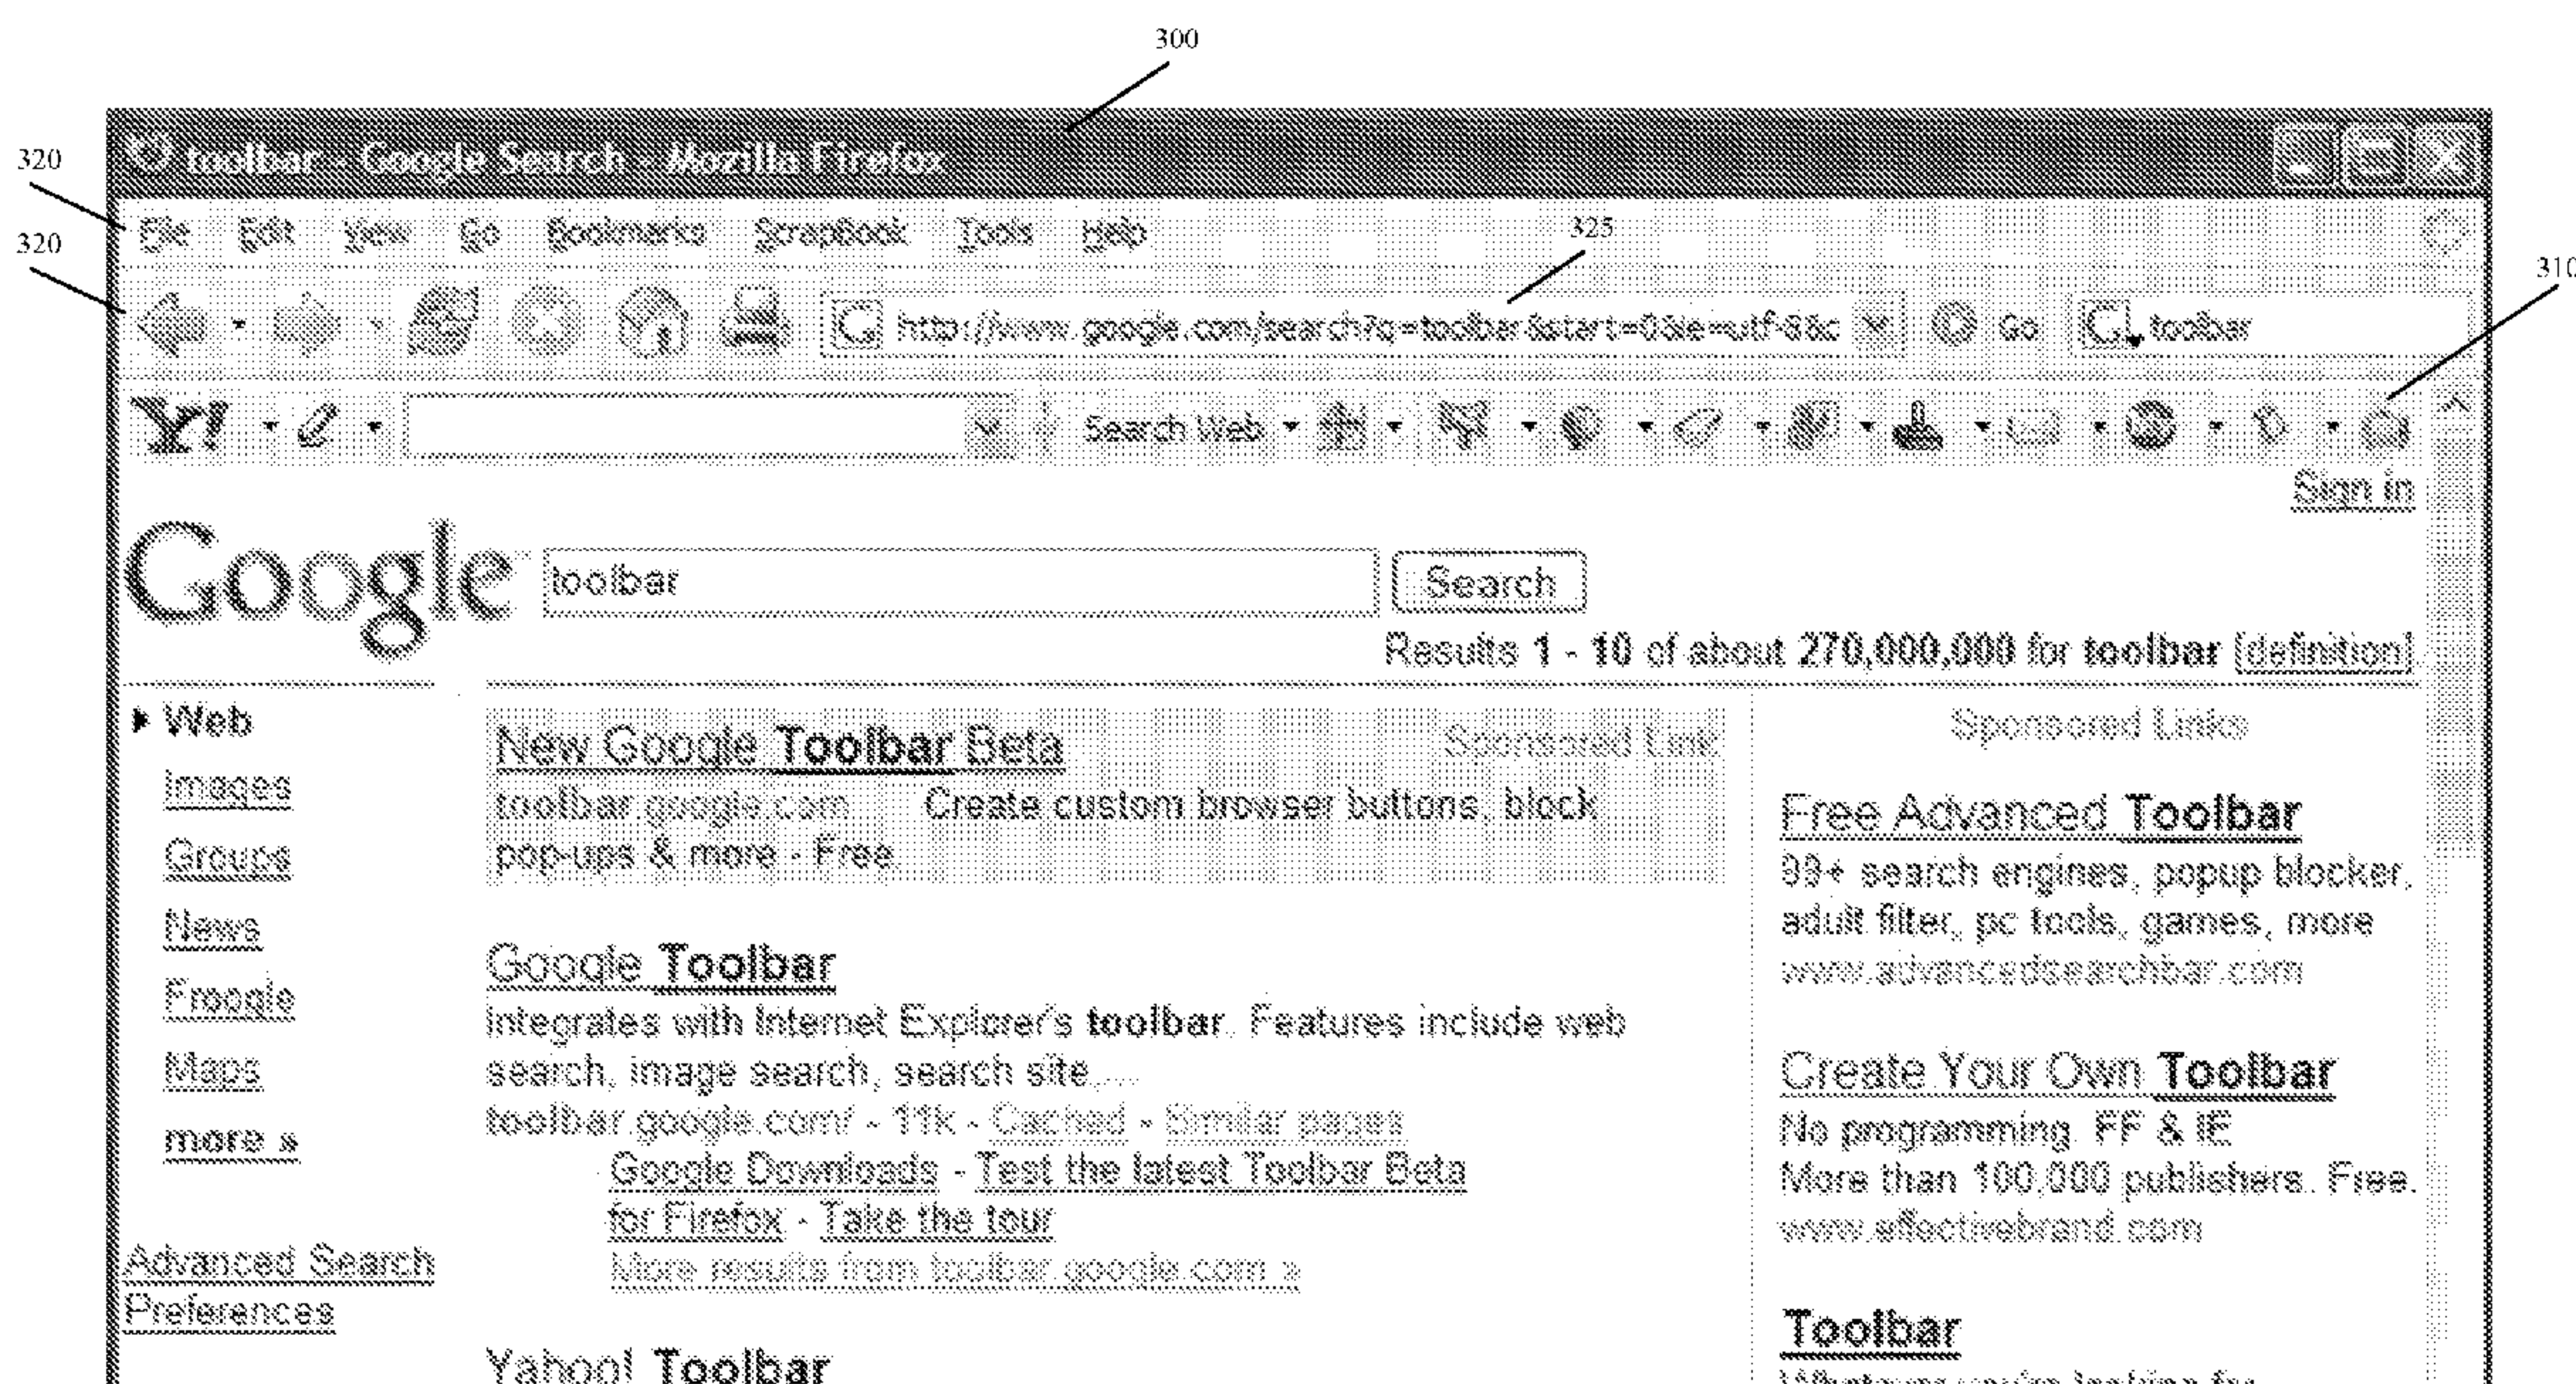 300
toolbar - Google Search - Mozilla Firefox
320
File Edit View Go Bookmarks ScrapBook Tools Help
325
320
310
http://www.google.com/search?q=toolbar&start=0&ie=utf-8&c Go toolbar
Y! Search Web
Sign in
Google toolbar Search
Results 1 - 10 of about 270,000,000 for toolbar [definition]
Web
Images
Groups
News
Froogle
Maps
more »
Advanced Search
Preferences
New Google Toolbar Beta Sponsored Link
toolbar.google.com Create custom browser buttons, block
pop-ups & more - Free
Google Toolbar
Integrates with Internet Explorer's toolbar. Features include web
search, image search, search site, ...
toolbar.google.com/ - 11k - Cached - Similar pages
Google Downloads - Test the latest Toolbar Beta
for Firefox - Take the tour
More results from toolbar.google.com »
Yahoo! Toolbar
Sponsored Links
Free Advanced Toolbar
99+ search engines, popup blocker,
adult filter, pc tools, games, more
www.advancedsearchbar.com
Create Your Own Toolbar
No programming. FF & IE
More than 100,000 publishers. Free.
www.effectivebrand.com
Toolbar
Whatever you're looking for